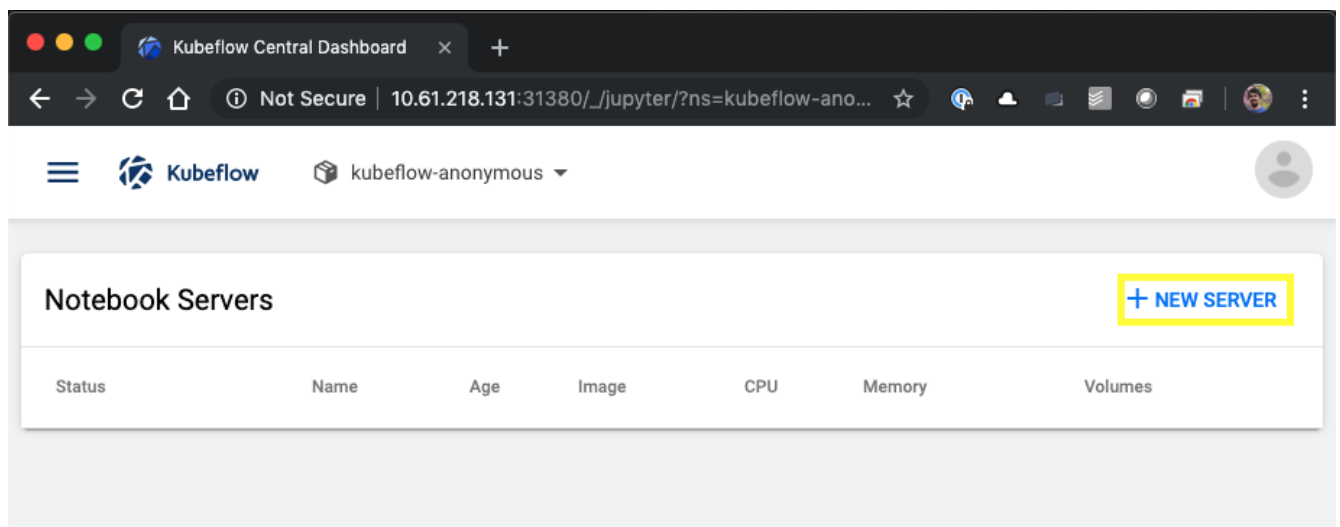 Kubeflow Central Dashboard
Not Secure | 10.61.218.131:31380/_/jupyter/?ns=kubeflow-ano...
Kubeflow kubeflow-anonymous
Notebook Servers + NEW SERVER
Status Name Age Image CPU Memory Volumes